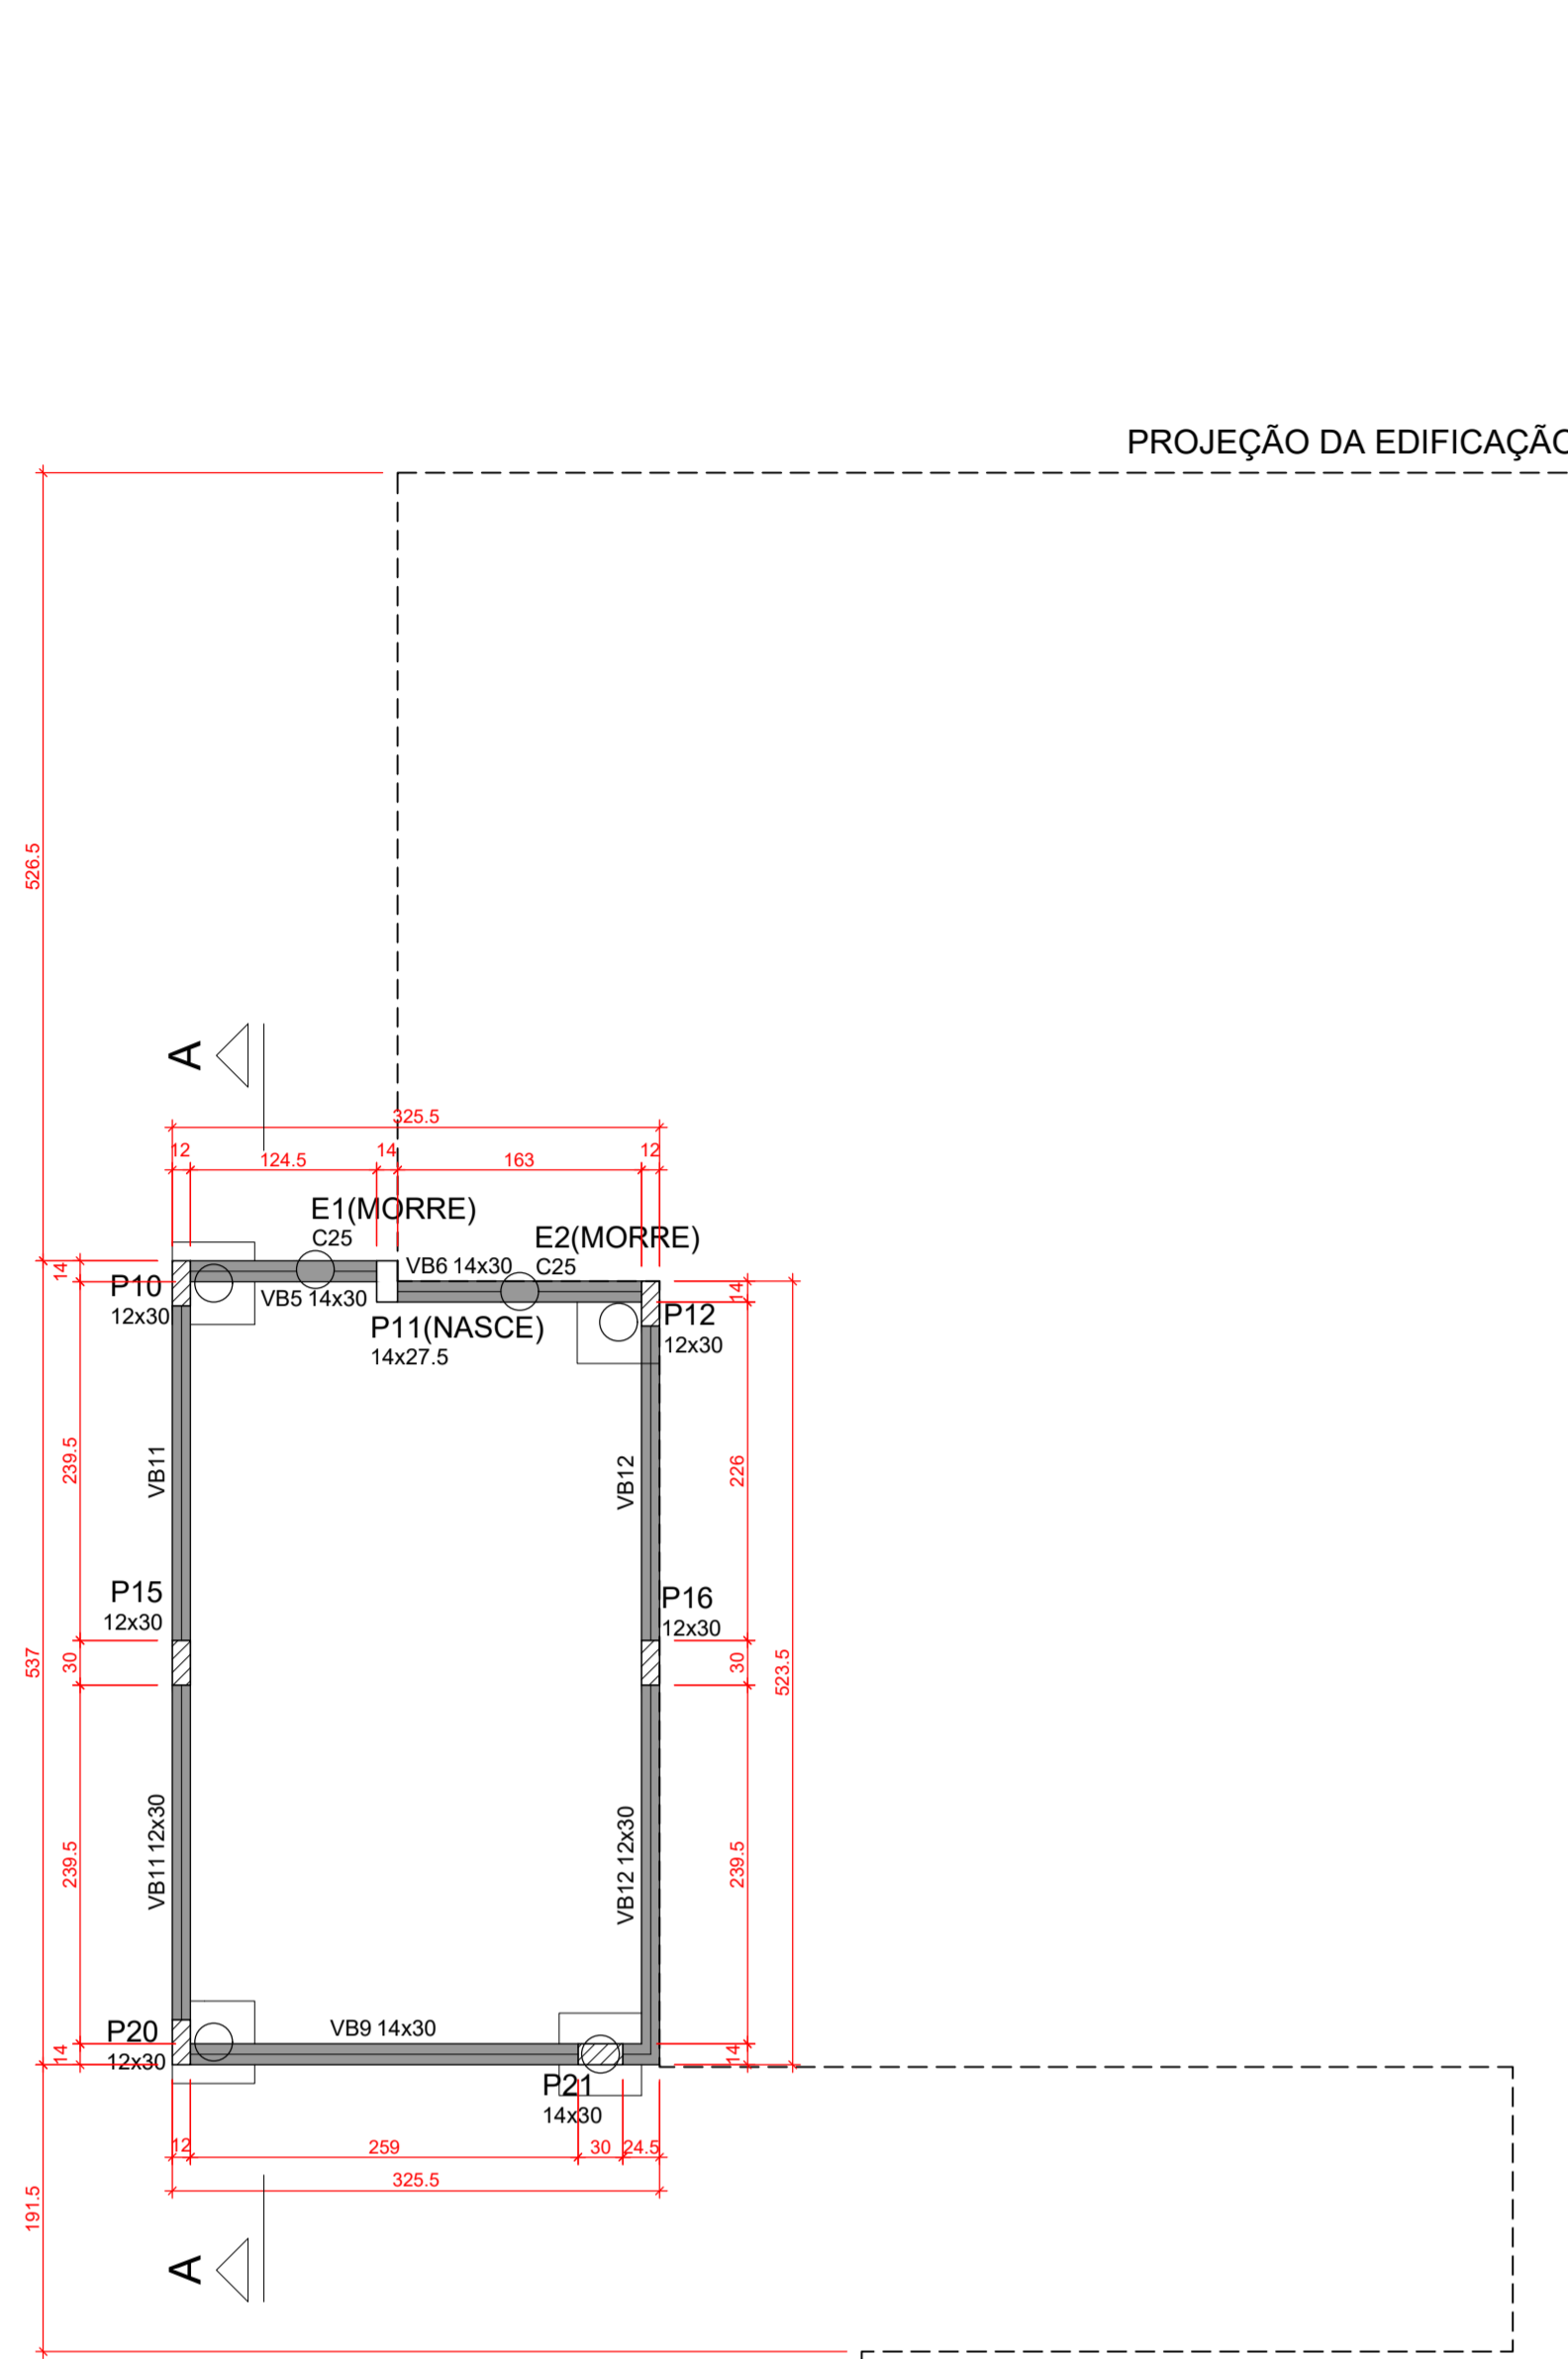 PROJEÇÃO DA EDIFICAÇÃO
526.5
A
325.5
12
124.5
14
163
12
E1(MORRE)
C25
E2(MORRE)
C25
VB6 14x30
14
P10
12x30
VB5 14x30
P11(NASCE)
14x27.5
14
P12
12x30
239.5
VB11
VB12
226
P15
12x30
P16
12x30
537
30
30
523.5
239.5
VB11 12x30
VB12 12x30
239.5
P20
12x30
14
VB9 14x30
14
P21
14x30
12
259
30
24.5
325.5
191.5
A